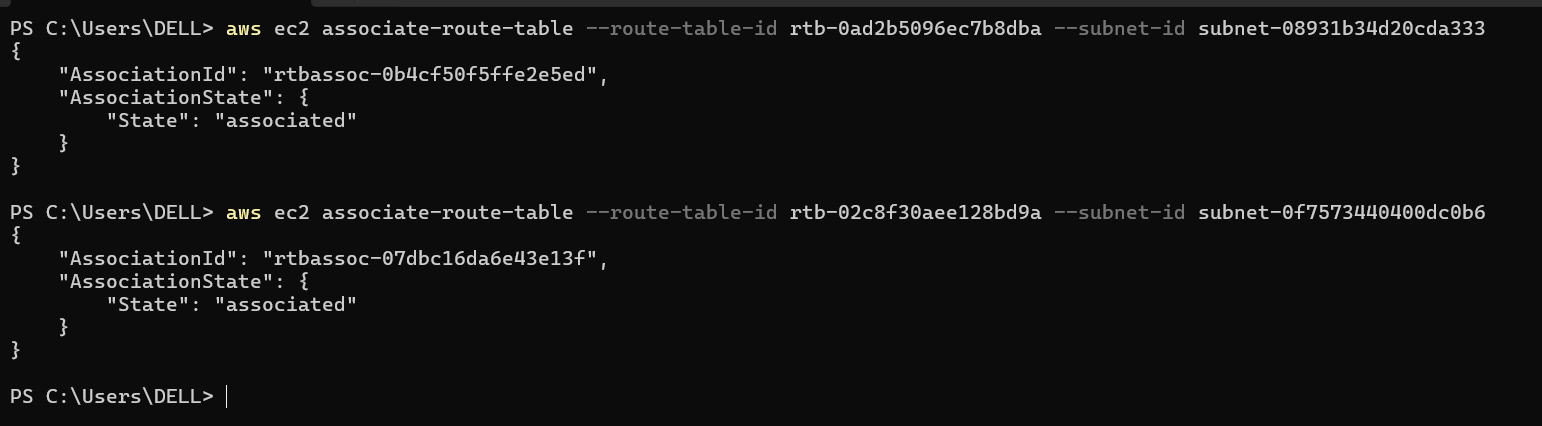 PS C:\Users\DELL> aws ec2 associate-route-table --route-table-id rtb-0ad2b5096ec7b8dba --subnet-id subnet-08931b34d20cda333
{
    "AssociationId": "rtbassoc-0b4cf50f5ffe2e5ed",
    "AssociationState": {
        "State": "associated"
    }
}
PS C:\Users\DELL> aws ec2 associate-route-table --route-table-id rtb-02c8f30aee128bd9a --subnet-id subnet-0f7573440400dc0b6
{
    "AssociationId": "rtbassoc-07dbc16da6e43e13f",
    "AssociationState": {
        "State": "associated"
    }
}
PS C:\Users\DELL>